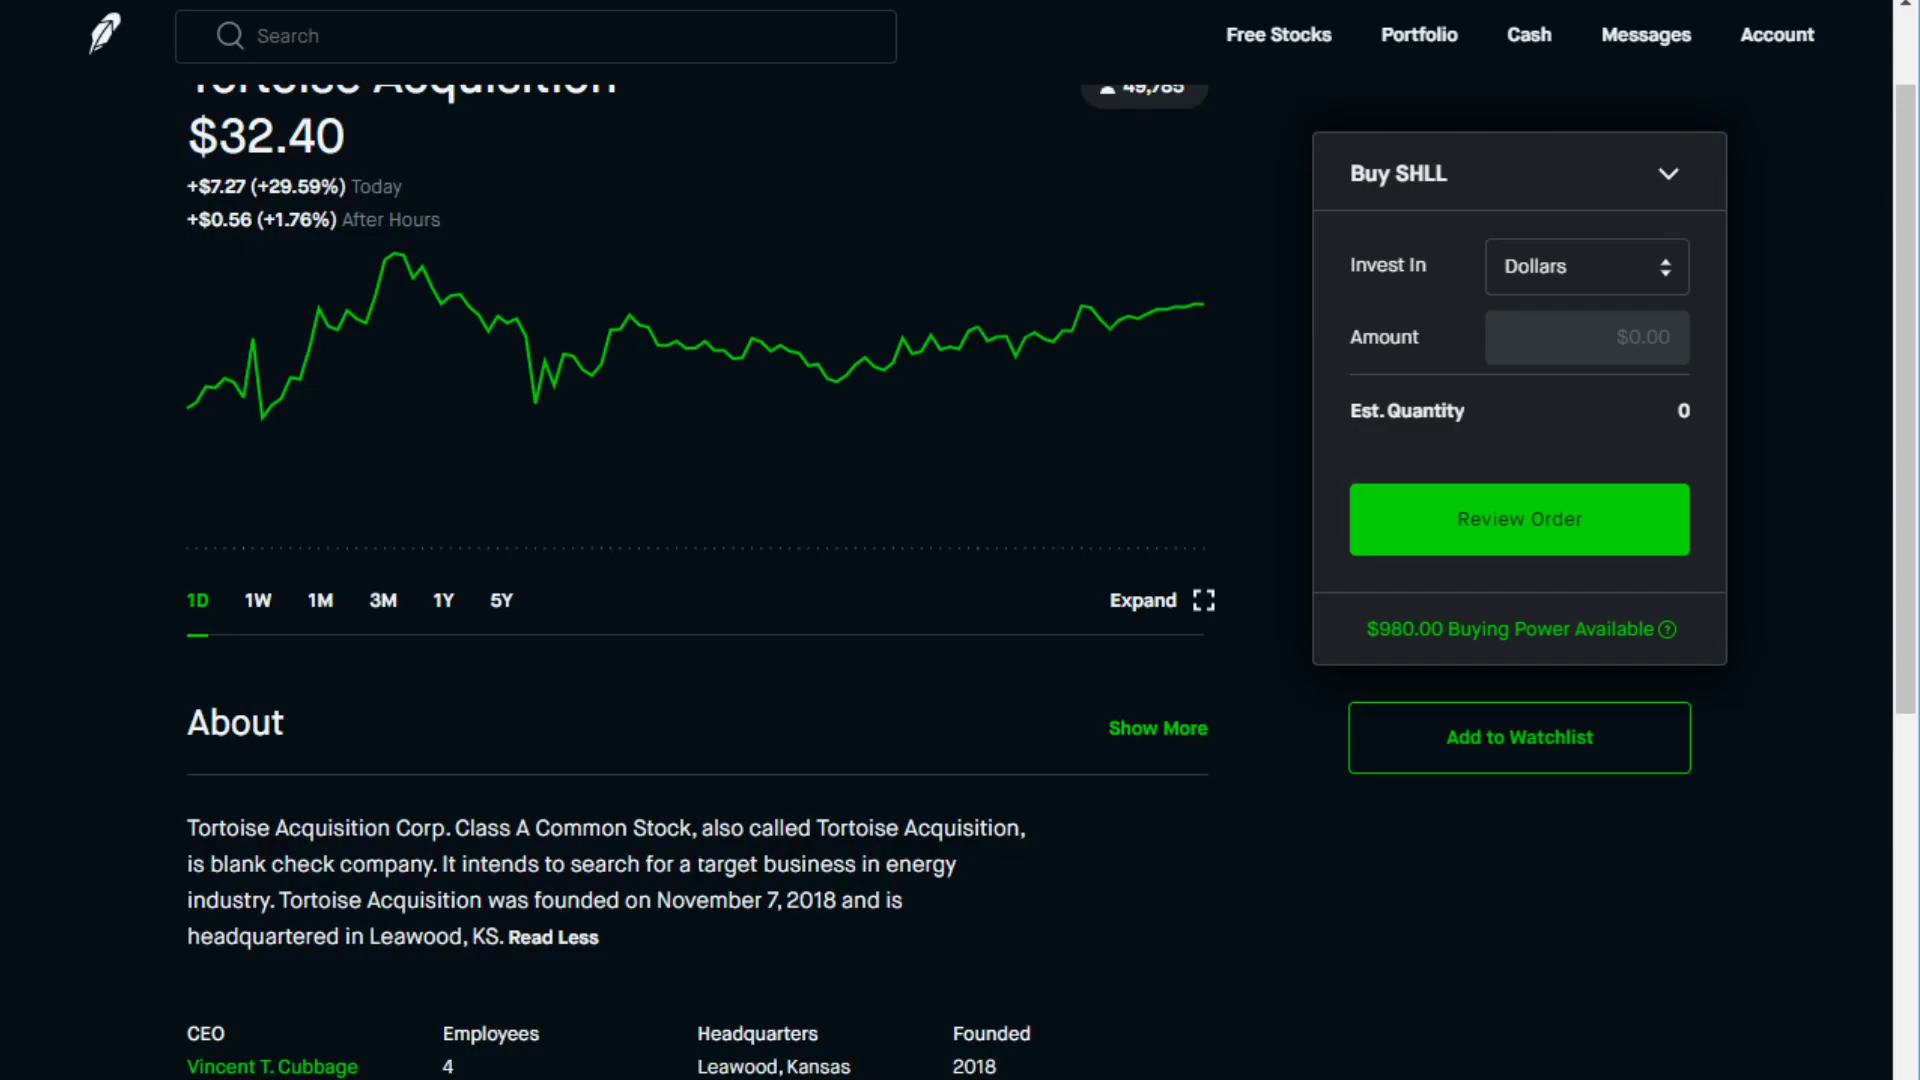 Search
Free Stocks
Portfolio
Cash
Messages
Account
Tortoise Acquisition
49,785
$32.40
+$7.27 (+29.59%) Today
+$0.56 (+1.76%) After Hours
Buy SHLL
Invest In
Dollars
Amount
$0.00
Est. Quantity
0
Review Order
$980.00 Buying Power Available ?
Add to Watchlist
1D
1W
1M
3M
1Y
5Y
Expand
About
Show More
Tortoise Acquisition Corp. Class A Common Stock, also called Tortoise Acquisition,
is blank check company. It intends to search for a target business in energy
industry. Tortoise Acquisition was founded on November 7, 2018 and is
headquartered in Leawood, KS. Read Less
CEO
Employees
Headquarters
Founded
Vincent T. Cubbage
4
Leawood, Kansas
2018